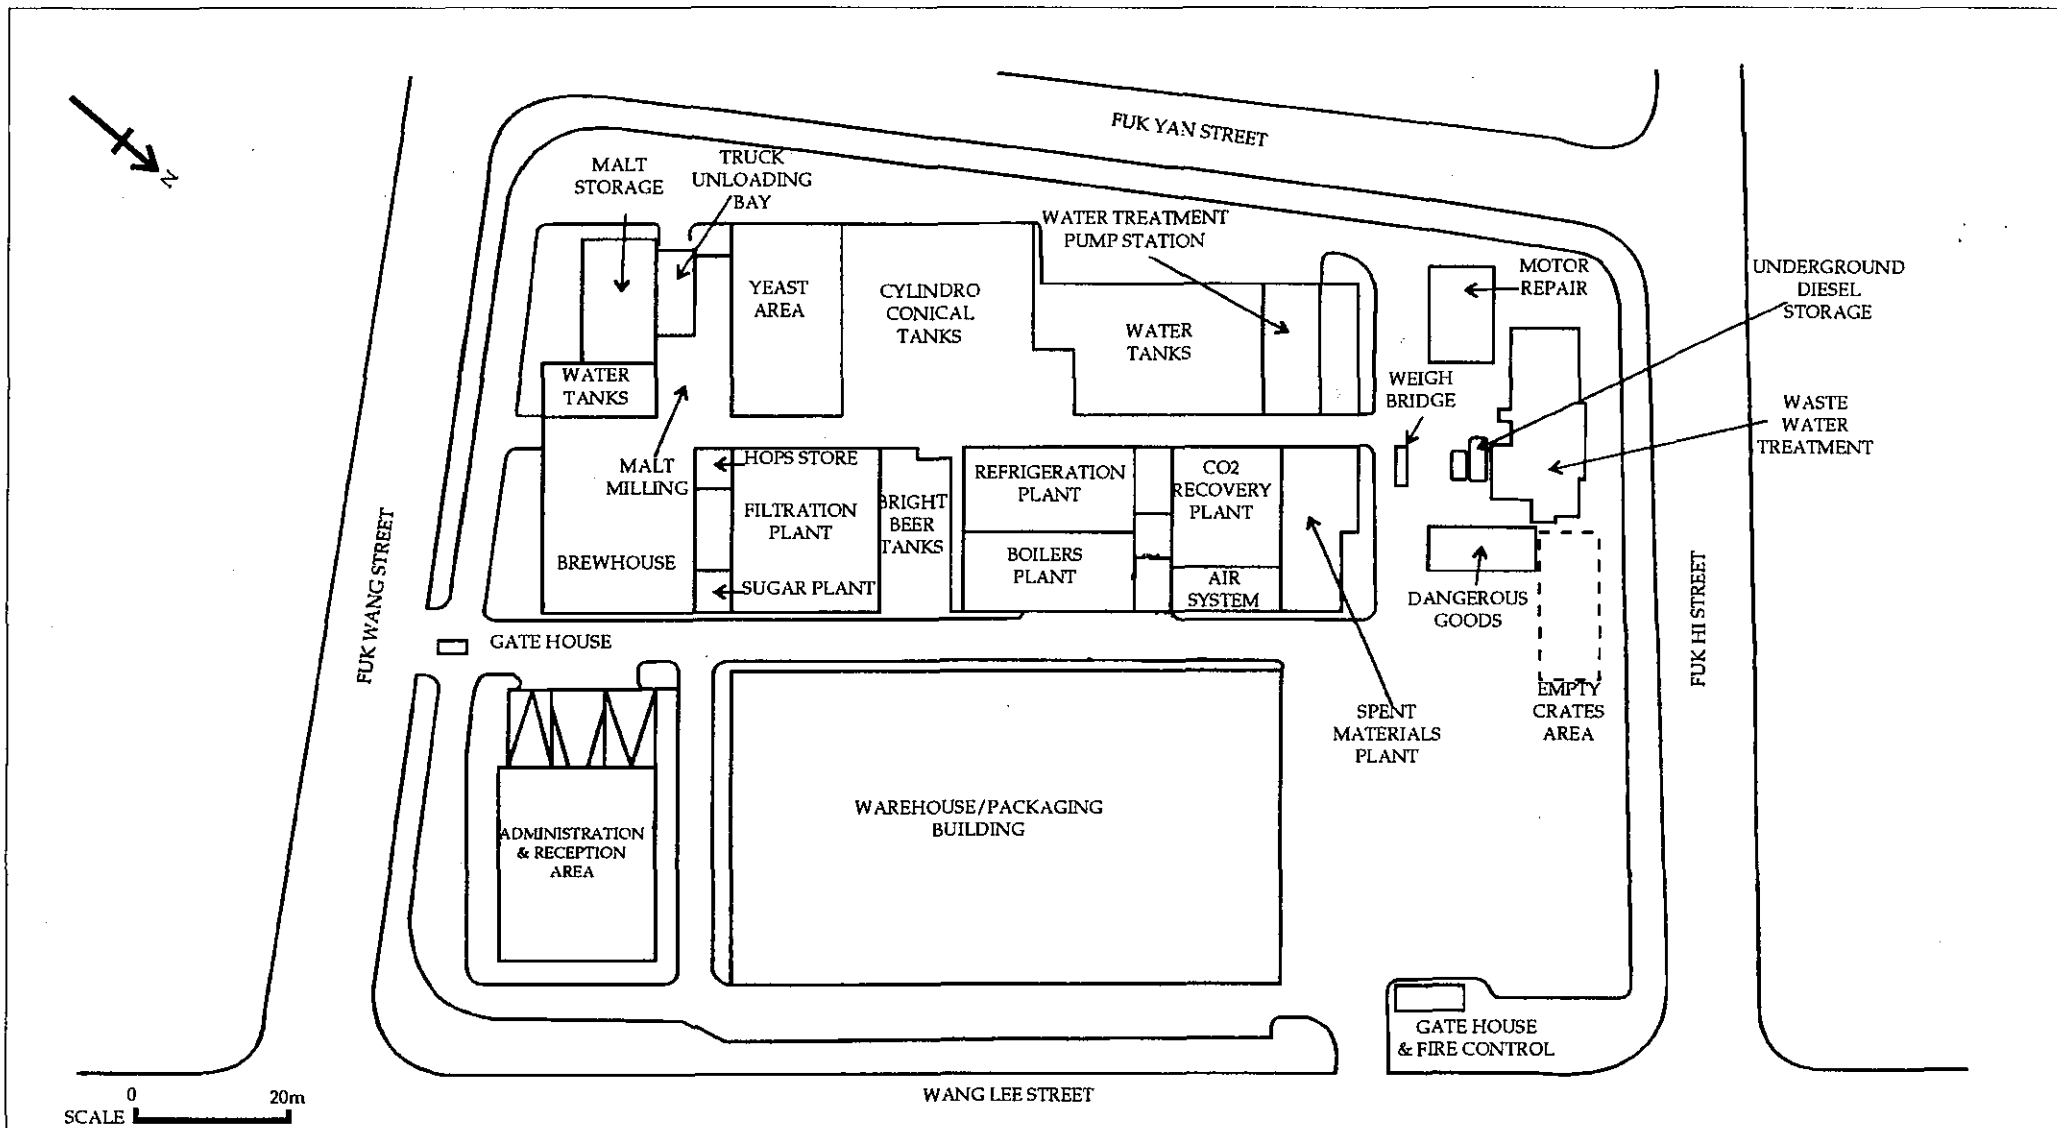 FUK YAN STREET
N
MALT
STORAGE
TRUCK
UNLOADING
BAY
WATER TREATMENT
PUMP STATION
MOTOR
REPAIR
UNDERGROUND
DIESEL
STORAGE
YEAST
AREA
CYLINDRO
CONICAL
TANKS
WATER
TANKS
WATER
TANKS
WEIGH
BRIDGE
WASTE
WATER
TREATMENT
MALT
MILLING
HOPS STORE
FILTRATION
PLANT
BRIGHT
BEER
TANKS
REFRIGERATION
PLANT
CO2
RECOVERY
PLANT
BREWHOUSE
SUGAR PLANT
BOILERS
PLANT
AIR
SYSTEM
DANGEROUS
GOODS
FUK WANG STREET
FUK HI STREET
GATE HOUSE
SPENT
MATERIALS
PLANT
EMPTY
CRATES
AREA
ADMINISTRATION
& RECEPTION
AREA
WAREHOUSE/PACKAGING
BUILDING
GATE HOUSE
& FIRE CONTROL
WANG LEE STREET
0 20m
SCALE